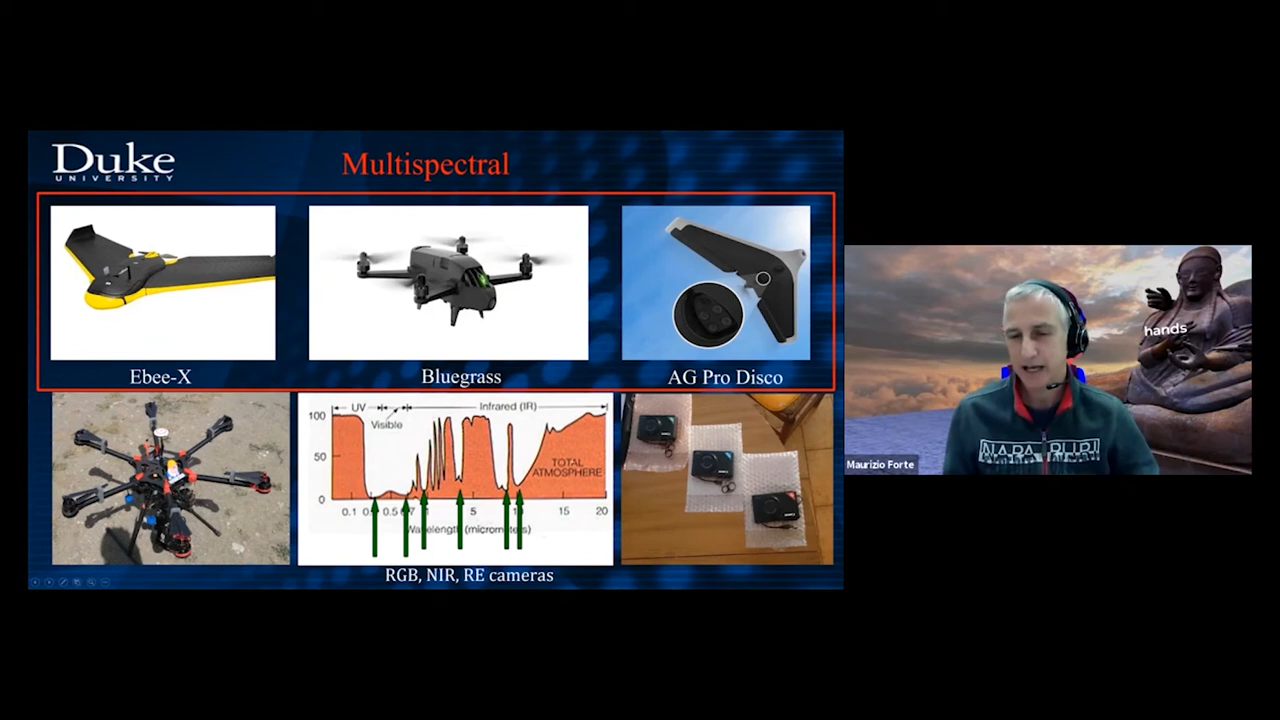 Duke
UNIVERSITY
Multispectral
Ebee-X
Bluegrass
AG Pro Disco
UV
Visible
Infrared (IR)
100
50
0
TOTAL
ATMOSPHERE
0.1
0.5
5
15
20
RGB, NIR, RE cameras
hands
NAPAPIJRI
Maurizio Forte